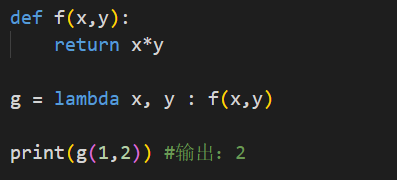 def f(x,y):
    return x*y
g = lambda x, y : f(x,y)
print(g(1,2)) #输出：2